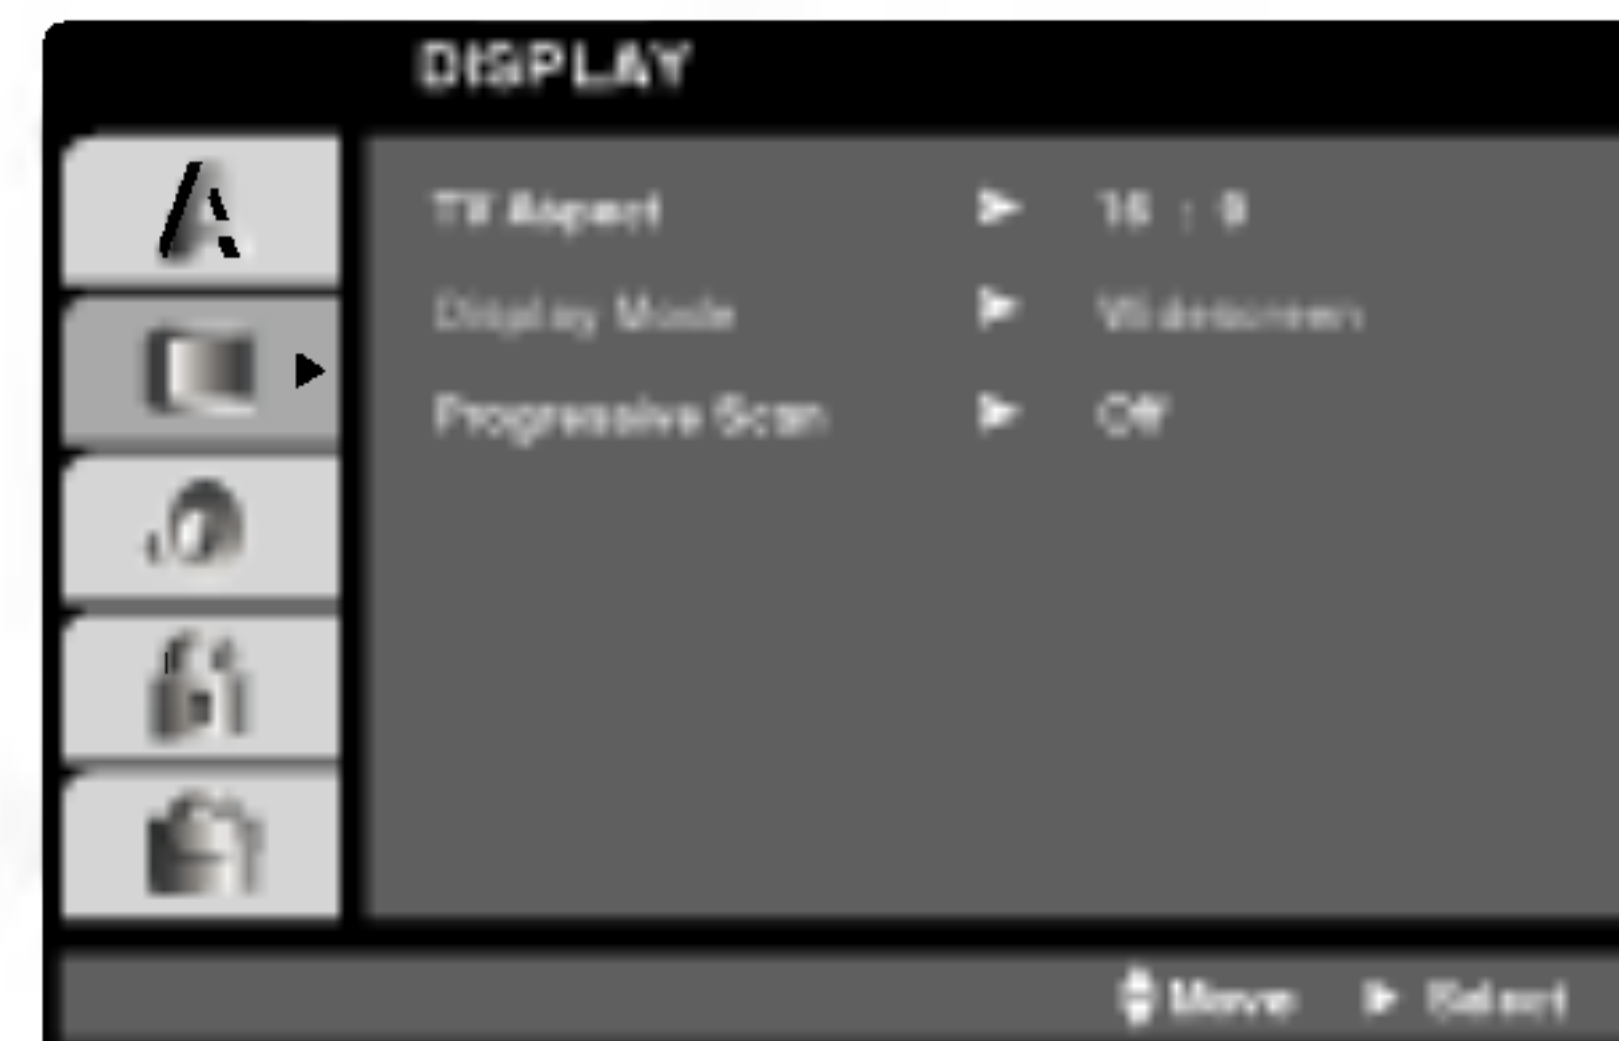 DISPLAY
TV Aspect ► 16 : 9
Display Mode ► Widescreen
Progressive Scan ► Off
Move ► Select